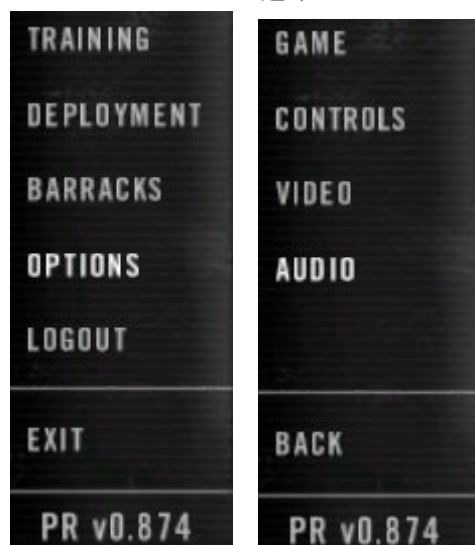 TRAINING
DEPLOYMENT
BARRACKS
OPTIONS
LOGOUT
EXIT
PR v0.874
GAME
CONTROLS
VIDEO
AUDIO
BACK
PR v0.874